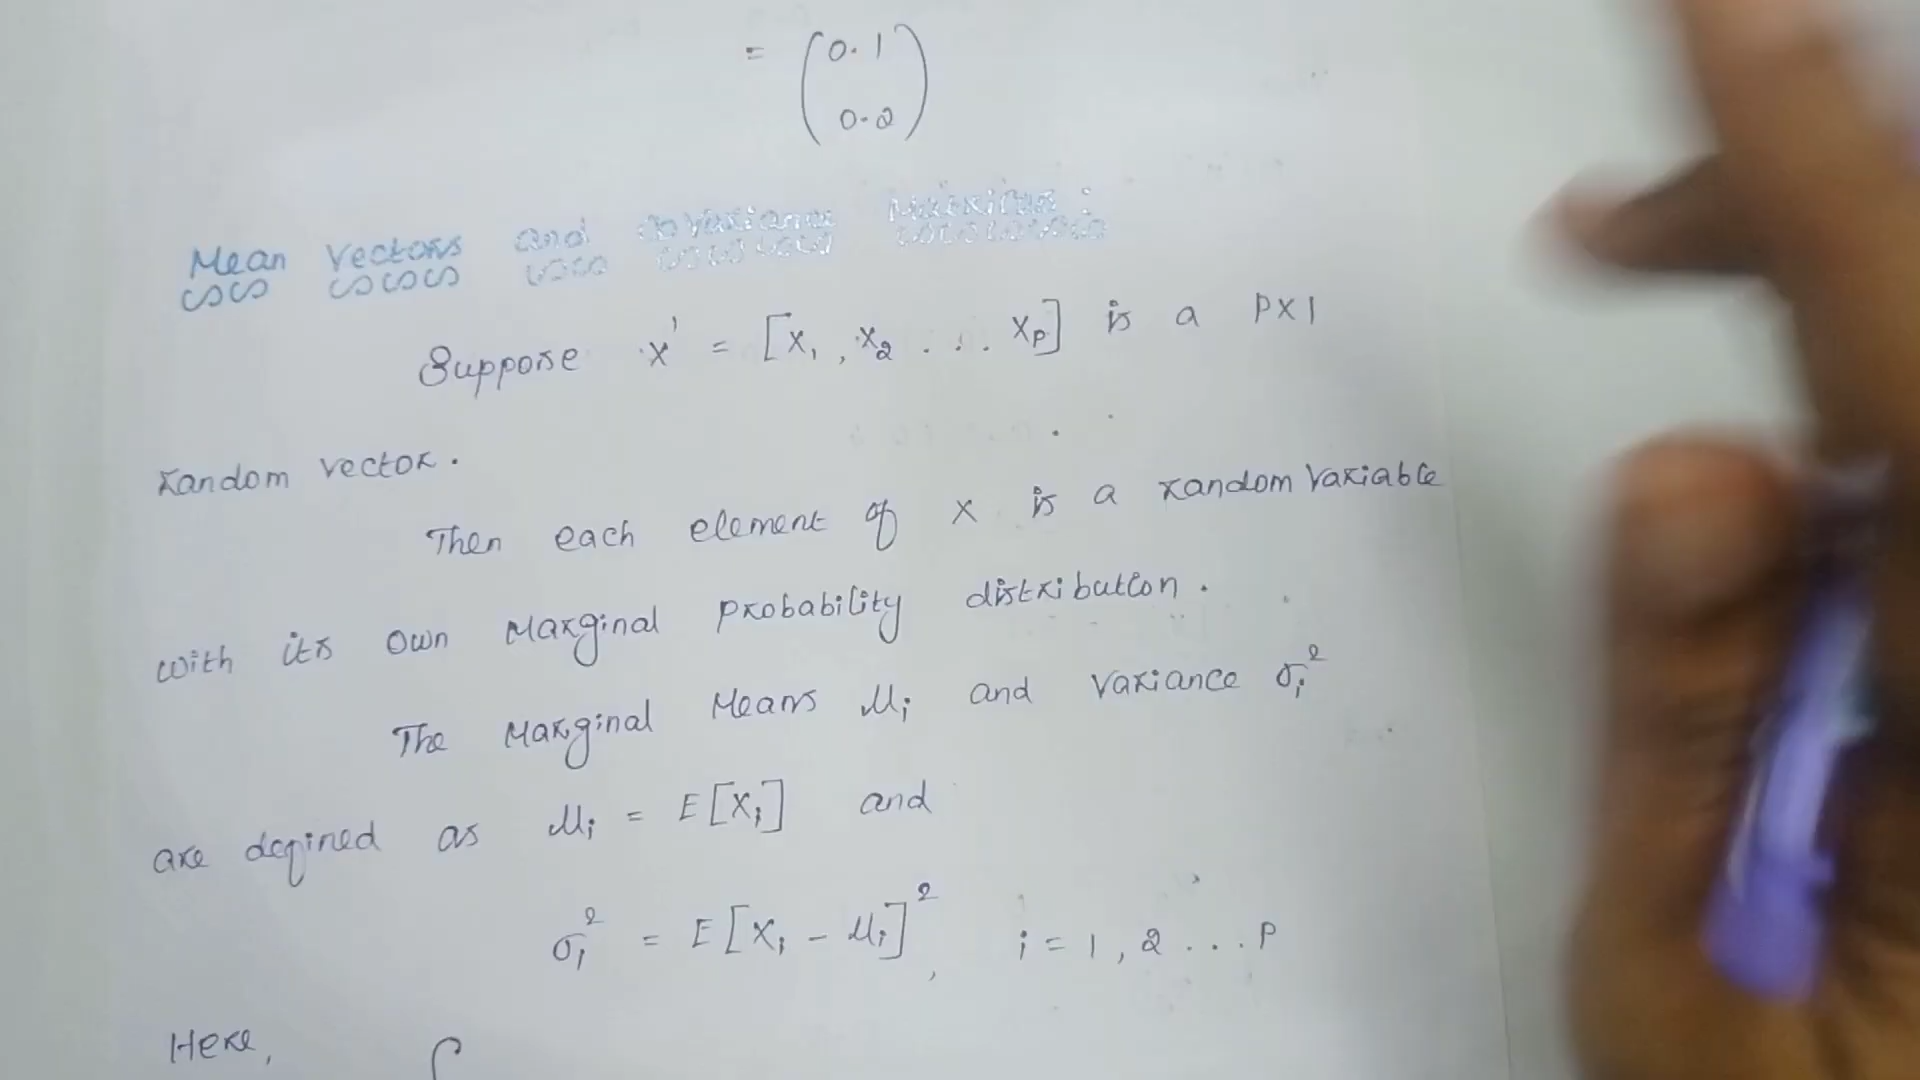 = (0.1
0.2)
Mean Vectors and Covariance Matrices :
Suppose X' = [X₁, X₂ . . . Xₚ] is a p×1
random vector.
Then each element of X is a random variable
with its own marginal probability distribution.
The marginal Means μᵢ and variance σᵢ²
are defined as μᵢ = E[Xᵢ] and
σᵢ² = E[Xᵢ - μᵢ]², i = 1, 2 . . . p
Here,